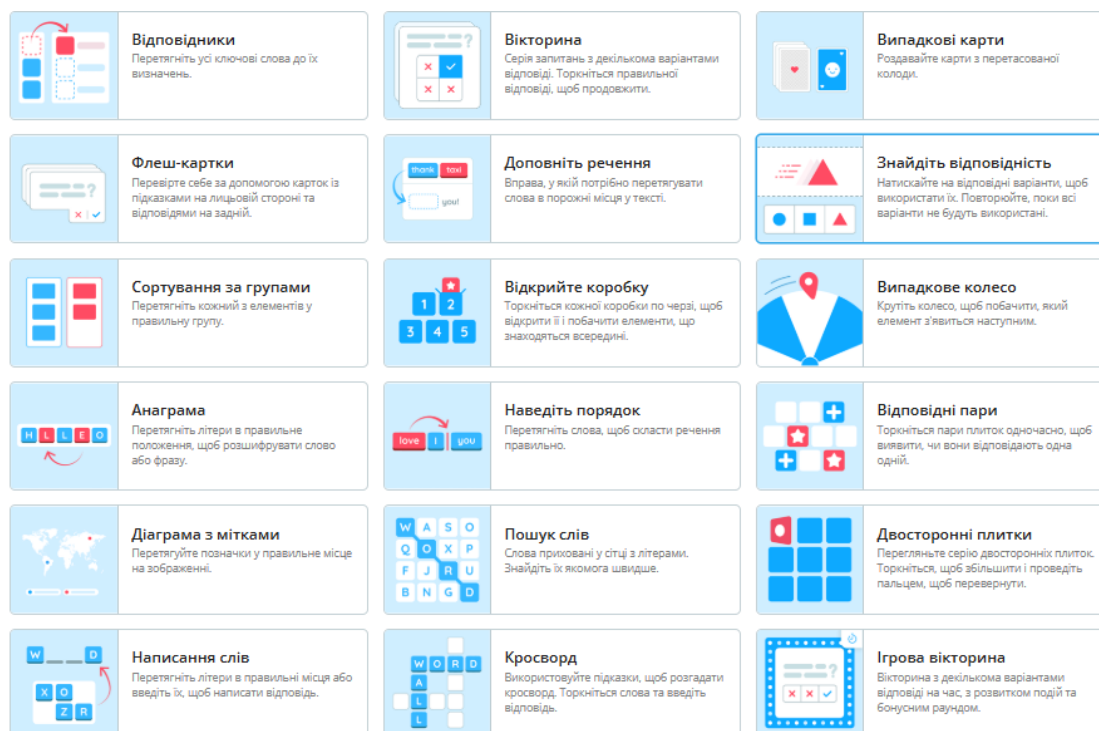 Відповідники
Перетягніть усі ключові слова до їх
визначень.
?
Вікторина
Серія запитань з декількома варіантами
відповіді. Торкніться правильної
відповіді, щоб продовжити.
Випадкові карти
Роздавайте карти з перетасованої
колоди.
?
Флеш-картки
Перевірте себе за допомогою карток із
підказками на лицьовій стороні та
відповідями на задній.
thank taxi
you!
Доповніть речення
Вправа, у якій потрібно перетягувати
слова в порожні місця у тексті.
Знайдіть відповідність
Натискайте на відповідні варіанти, щоб
використати їх. Повторюйте, поки всі
варіанти не будуть використані.
Сортування за групами
Перетягніть кожний з елементів у
правильну групу.
1 2
3 4 5
Відкрийте коробку
Торкніться кожної коробки по черзі, щоб
відкрити її і побачити елементи, що
знаходяться всередині.
Випадкове колесо
Крутіть колесо, щоб побачити, який
елемент з'явиться наступним.
H L L E O
Анаграма
Перетягніть літери в правильне
положення, щоб розшифрувати слово
або фразу.
love I you
Наведіть порядок
Перетягніть слова, щоб скласти речення
правильно.
Відповідні пари
Торкніться пари плиток одночасно, щоб
виявити, чи вони відповідають одна
одній.
Діаграма з мітками
Перетягуйте позначки у правильне місце
на зображенні.
W A S O
Q O X P
F J R U
B N G D
Пошук слів
Слова приховані у сітці з літерами.
Знайдіть їх якомога швидше.
Двосторонні плитки
Перегляньте серію двосторонніх плиток.
Торкніться, щоб збільшити і проведіть
пальцем, щоб перевернути.
W _ _ D
X O
Z R
Написання слів
Перетягніть літери в правильні місця або
введіть їх, щоб написати відповідь.
W O R D
A
L
L
Кросворд
Використовуйте підказки, щоб розгадати
кросворд. Торкніться слова та введіть
відповідь.
?
Ігрова вікторина
Вікторина з декількома варіантами
відповіді на час, з розвитком подій та
бонусним раундом.